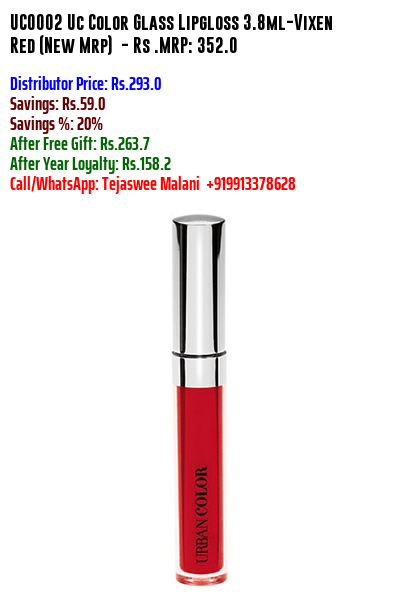 UC0002 Uc Color Glass Lipgloss 3.8ml-Vixen
Red (New Mrp)  - Rs .MRP: 352.0
Distributor Price: Rs.293.0
Savings: Rs.59.0
Savings %: 20%
After Free Gift: Rs.263.7
After Year Loyalty: Rs.158.2
Call/WhatsApp: Tejaswee Malani  +919913378628
URBAN COLOR